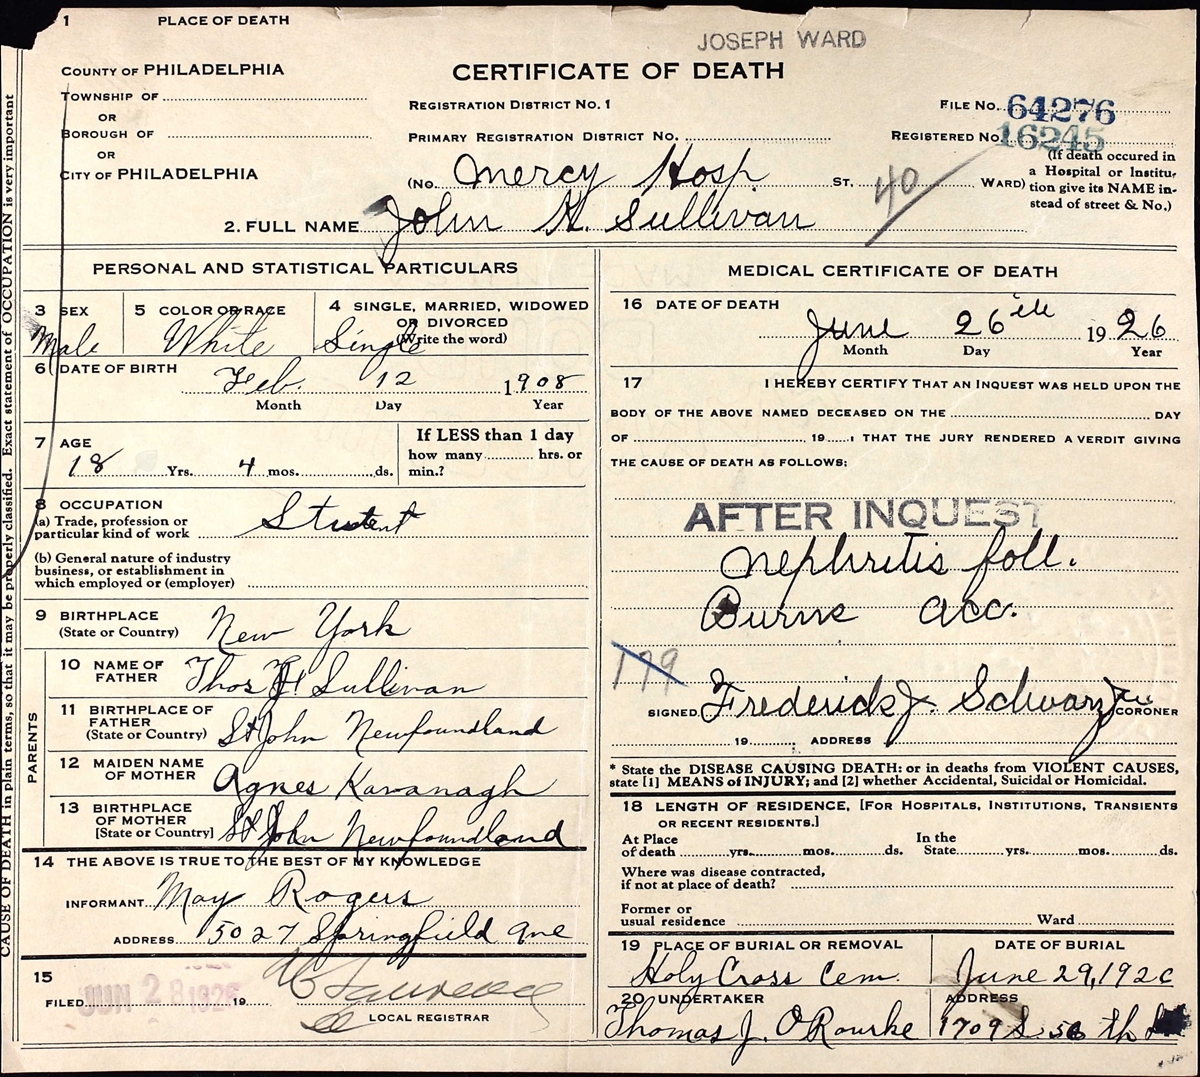 JOSEPH WARD
1 PLACE OF DEATH
CERTIFICATE OF DEATH
COUNTY OF PHILADELPHIA
TOWNSHIP OF
OR
BOROUGH OF
OR
CITY OF PHILADELPHIA
REGISTRATION DISTRICT No. 1
FILE No. 64276
PRIMARY REGISTRATION DISTRICT No.
REGISTERED No. 16245
(No. Mercy Hosp. ST. 40 WARD)
(If death occured in
a Hospital or Institu-
tion give its NAME in-
stead of street & No.)
2. FULL NAME John H. Sullivan
PERSONAL AND STATISTICAL PARTICULARS
3 SEX
Male
5 COLOR OR RACE
White
4 SINGLE, MARRIED, WIDOWED
OR DIVORCED
(Write the word)
Single
6 DATE OF BIRTH
Feb. 12 1908
Month Day Year
7 AGE
18 Yrs. 4 mos. ds.
If LESS than 1 day
how many hrs. or
min.?
8 OCCUPATION
(a) Trade, profession or
particular kind of work
Student
(b) General nature of industry
business, or establishment in
which employed or (employer)
9 BIRTHPLACE
(State or Country) New York
PARENTS
10 NAME OF
FATHER Thos H Sullivan
11 BIRTHPLACE OF
FATHER
(State or Country) St John Newfoundland
12 MAIDEN NAME
OF MOTHER Agnes Kavanagh
13 BIRTHPLACE
OF MOTHER
[State or Country] St John Newfoundland
14 THE ABOVE IS TRUE TO THE BEST OF MY KNOWLEDGE
INFORMANT May Rogers
ADDRESS 5027 Springfield Ave
15
FILED JUN 28 1926 19
LOCAL REGISTRAR
MEDICAL CERTIFICATE OF DEATH
16 DATE OF DEATH
June 26th 1926
Month Day Year
17 I HEREBY CERTIFY THAT AN INQUEST WAS HELD UPON THE
BODY OF THE ABOVE NAMED DECEASED ON THE DAY
OF 19 , THAT THE JURY RENDERED A VERDIT GIVING
THE CAUSE OF DEATH AS FOLLOWS:
AFTER INQUEST
Nephritis foll.
Burns acc.
179
SIGNED Frederick J. Schwarz Jr. CORONER
19 ADDRESS
* State the DISEASE CAUSING DEATH: or in deaths from VIOLENT CAUSES,
state [1] MEANS of INJURY; and [2] whether Accidental, Suicidal or Homicidal.
18 LENGTH OF RESIDENCE, [FOR HOSPITALS, INSTITUTIONS, TRANSIENTS
OR RECENT RESIDENTS.]
At Place
of death yrs. mos. ds.
In the
State yrs. mos. ds.
Where was disease contracted,
if not at place of death?
Former or
usual residence Ward
19 PLACE OF BURIAL OR REMOVAL
Holy Cross Cem.
DATE OF BURIAL
June 29, 1926
20 UNDERTAKER
Thomas J. O'Rourke
ADDRESS
1709 S. 56 th
CAUSE OF DEATH in plain terms, so that it may be properly classified. Exact statement of OCCUPATION is very important